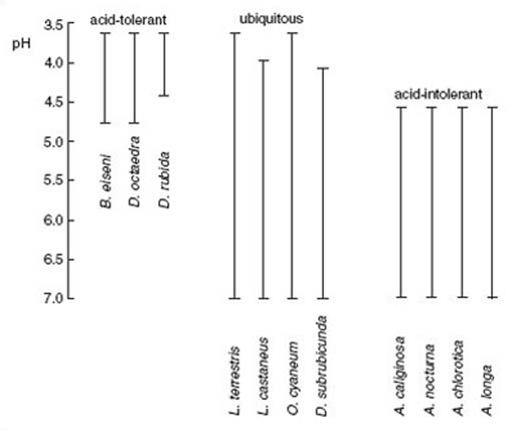 acid-tolerant
ubiquitous
acid-intolerant
pH
3.5
4.0
4.5
5.0
5.5
6.0
6.5
7.0
B. eiseni
D. octaedra
D. rubida
L. terrestris
L. castaneus
O. cyaneum
D. subrubicunda
A. caliginosa
A. nocturna
A. chlorotica
A. longa